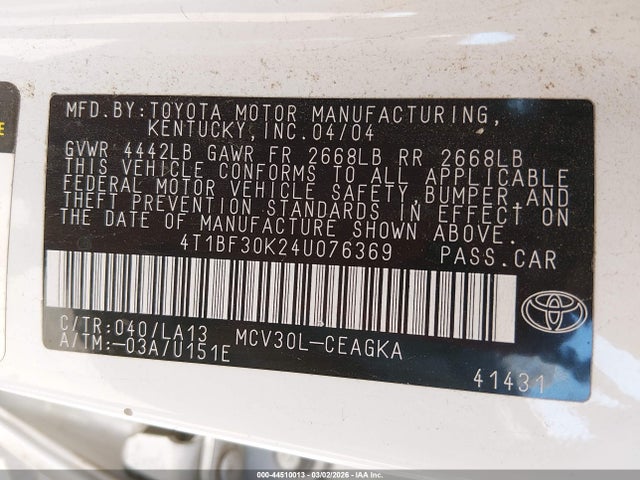 MFD.BY:TOYOTA MOTOR MANUFACTURING,
KENTUCKY, INC.04/04
GVWR 4442LB GAWR FR 2668LB RR 2668LB
THIS VEHICLE CONFORMS TO ALL APPLICABLE
FEDERAL MOTOR VEHICLE SAFETY,BUMPER,AND
THEFT PREVENTION STANDARDS IN EFFECT ON
THE DATE OF MANUFACTURE SHOWN ABOVE.
4T1BF30K24U076369 PASS.CAR
C/TR:040/LA13 MCV30L-CEAGKA
A/TM:-03A/U151E
41431
000-44510013 - 03/02/2026 - IAA Inc.